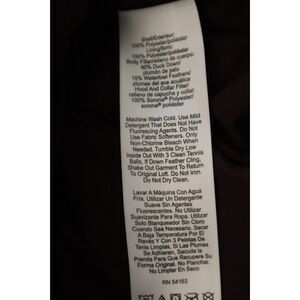 Shell/Exterior:
100% Polyester/poliéster
Lining/forro:
100% Polyester/poliéster
Body Filler/relleno de cuerpo:
90% Duck Down/
plumón de pato
10% Waterfowl Feathers/
plumas del ave acuática
Hood And Collar Filler/
relleno de capucha y collar:
100% Sorona® Polyester/
sorona® poliéster
Machine Wash Cold. Use Mild
Detergent That Does Not Have
Fluorescing Agents. Do Not
Use Fabric Softeners. Only
Non-Chlorine Bleach When
Needed. Tumble Dry Low
Inside Out With 3 Clean Tennis
Balls, If Down Feather Cling,
Shake Out Garment To Return
To Original Loft. Do Not Iron.
Do Not Dry Clean.
Lavar A Máquina Con Agua
Fría. Utilizar Un Detergente
Suave Sin Agentes
Fluorescentes. No Utilizar
Suavizante Para Ropa. Utilizar
Solo Blanqueador Sin Cloro
Cuando Sea Necesario. Secar
A Baja Temperatura Por El
Revés Y Con 3 Pelotas De
Tenis Limpias, Si Las Plumas
Se Adhieren, Sacuda la
Prenda Para Que Recupere Su
Forma Original. No Planchar.
No Limpiar En Seco
RN 54163